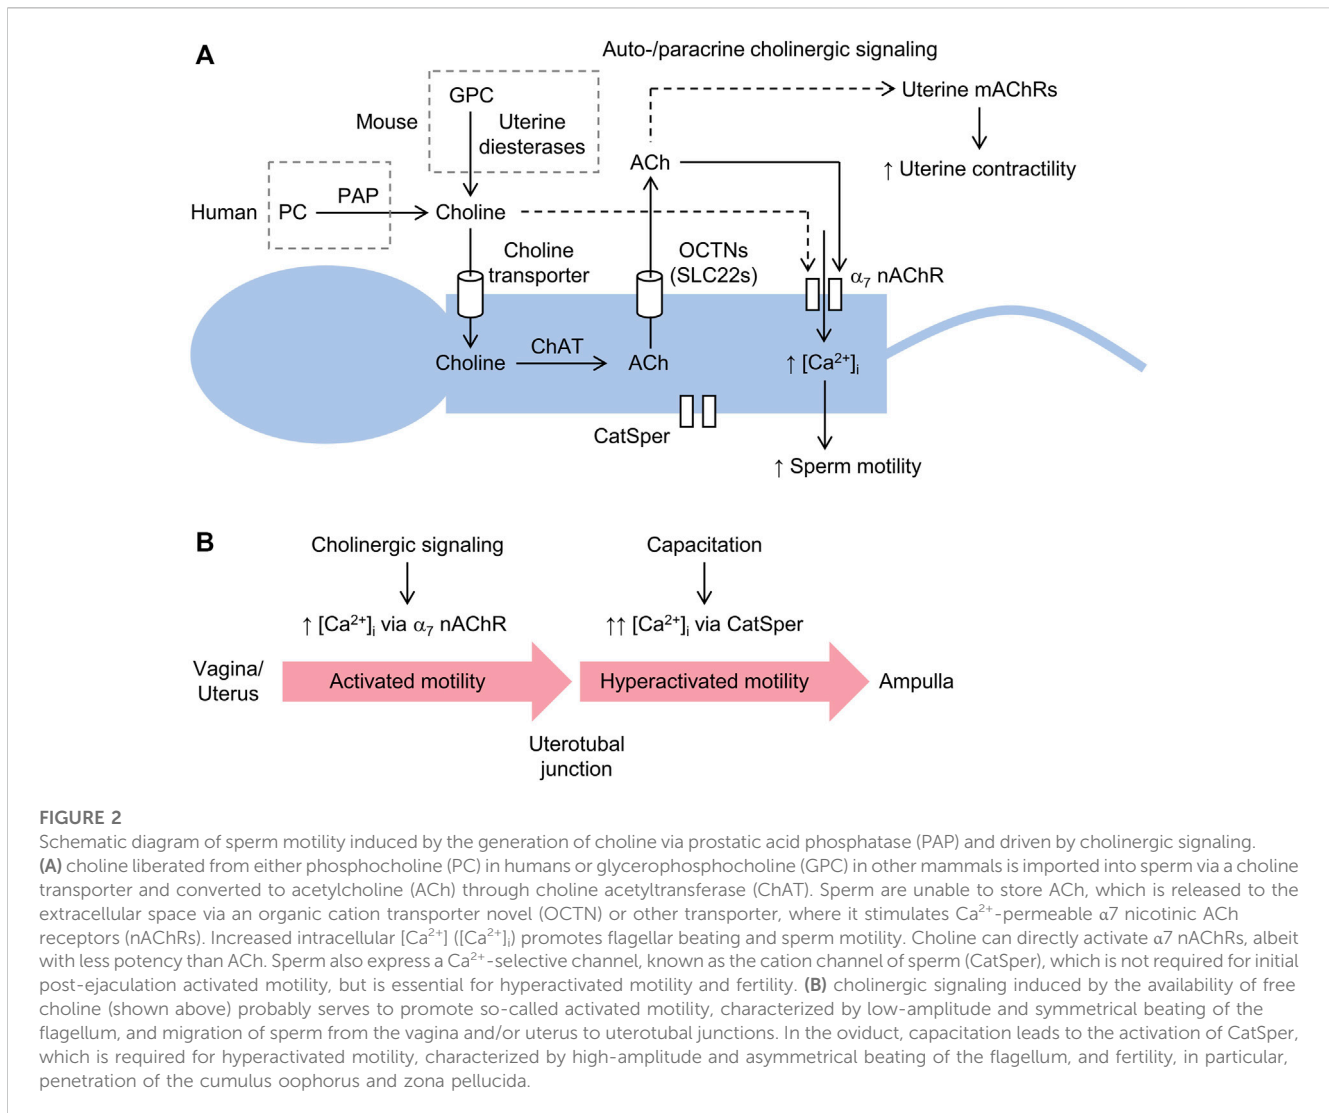 A
Auto-/paracrine cholinergic signaling
GPC
Uterine mAChRs
Mouse
Uterine
diesterases
ACh
↑ Uterine contractility
PAP
Human
PC
Choline
Choline
transporter
OCTNs
(SLC22s)
α7 nAChR
Choline
ChAT
ACh
↑ [Ca²⁺]ᵢ
CatSper
↑ Sperm motility
B
Cholinergic signaling
Capacitation
↑ [Ca²⁺]ᵢ via α₇ nAChR
↑↑ [Ca²⁺]ᵢ via CatSper
Vagina/
Uterus
Activated motility
Hyperactivated motility
Ampulla
Uterotubal
junction
FIGURE 2
Schematic diagram of sperm motility induced by the generation of choline via prostatic acid phosphatase (PAP) and driven by cholinergic signaling.
(A) choline liberated from either phosphocholine (PC) in humans or glycerophosphocholine (GPC) in other mammals is imported into sperm via a choline
transporter and converted to acetylcholine (ACh) through choline acetyltransferase (ChAT). Sperm are unable to store ACh, which is released to the
extracellular space via an organic cation transporter novel (OCTN) or other transporter, where it stimulates Ca²⁺-permeable α7 nicotinic ACh
receptors (nAChRs). Increased intracellular [Ca²⁺] ([Ca²⁺]ᵢ) promotes flagellar beating and sperm motility. Choline can directly activate α7 nAChRs, albeit
with less potency than ACh. Sperm also express a Ca²⁺-selective channel, known as the cation channel of sperm (CatSper), which is not required for initial
post-ejaculation activated motility, but is essential for hyperactivated motility and fertility. (B) cholinergic signaling induced by the availability of free
choline (shown above) probably serves to promote so-called activated motility, characterized by low-amplitude and symmetrical beating of the
flagellum, and migration of sperm from the vagina and/or uterus to uterotubal junctions. In the oviduct, capacitation leads to the activation of CatSper,
which is required for hyperactivated motility, characterized by high-amplitude and asymmetrical beating of the flagellum, and fertility, in particular,
penetration of the cumulus oophorus and zona pellucida.